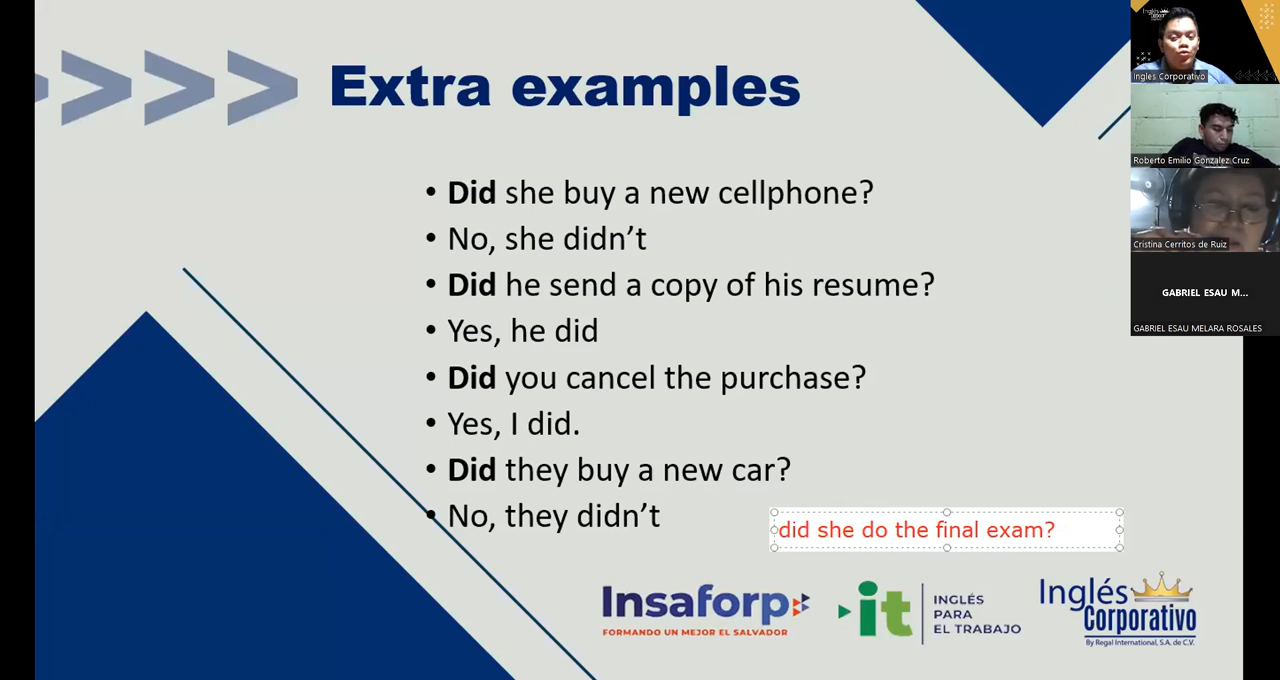 Extra examples
• Did she buy a new cellphone?
• No, she didn’t
• Did he send a copy of his resume?
• Yes, he did
• Did you cancel the purchase?
• Yes, I did.
• Did they buy a new car?
• No, they didn’t
did she do the final exam?
Insaforp
FORMANDO UN MEJOR EL SALVADOR
it
INGLÉS
PARA
EL TRABAJO
Inglés
Corporativo
By Regal International, S.A. de C.V.
Ingles Corporativo
Roberto Emilio Gonzalez Cruz
Cristina Cerritos de Ruiz
GABRIEL ESAU M...
GABRIEL ESAU MELARA ROSALES